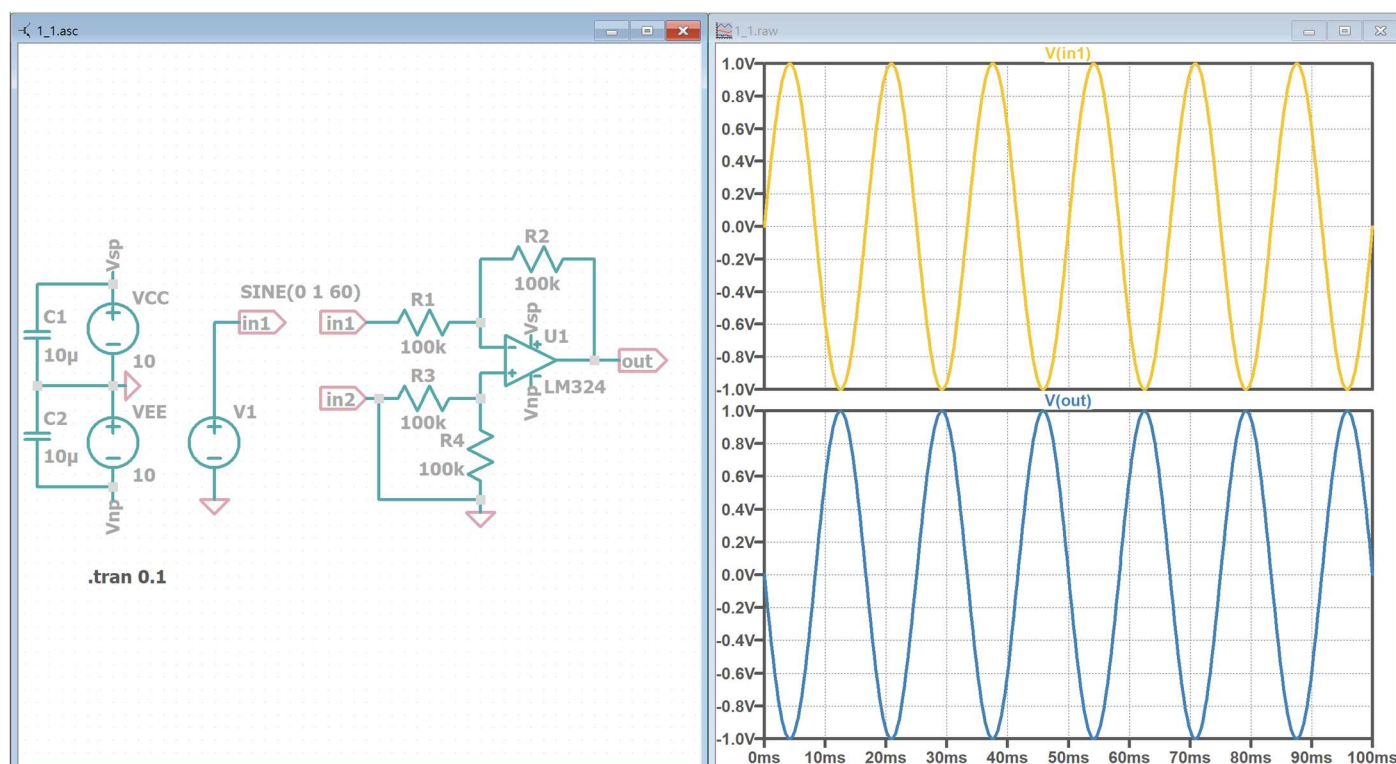 1_1.asc
1_1.raw
Vsp
VCC
C1
10µ
10
VEE
C2
10µ
10
Vnp
.tran 0.1
SINE(0 1 60)
in1
V1
in1
R1
100k
R2
100k
Vsp
U1
LM324
Vnp
out
in2
R3
100k
R4
100k
V(in1)
1.0V
0.8V
0.6V
0.4V
0.2V
0.0V
-0.2V
-0.4V
-0.6V
-0.8V
-1.0V
V(out)
1.0V
0.8V
0.6V
0.4V
0.2V
0.0V
-0.2V
-0.4V
-0.6V
-0.8V
-1.0V
0ms 10ms 20ms 30ms 40ms 50ms 60ms 70ms 80ms 90ms 100ms